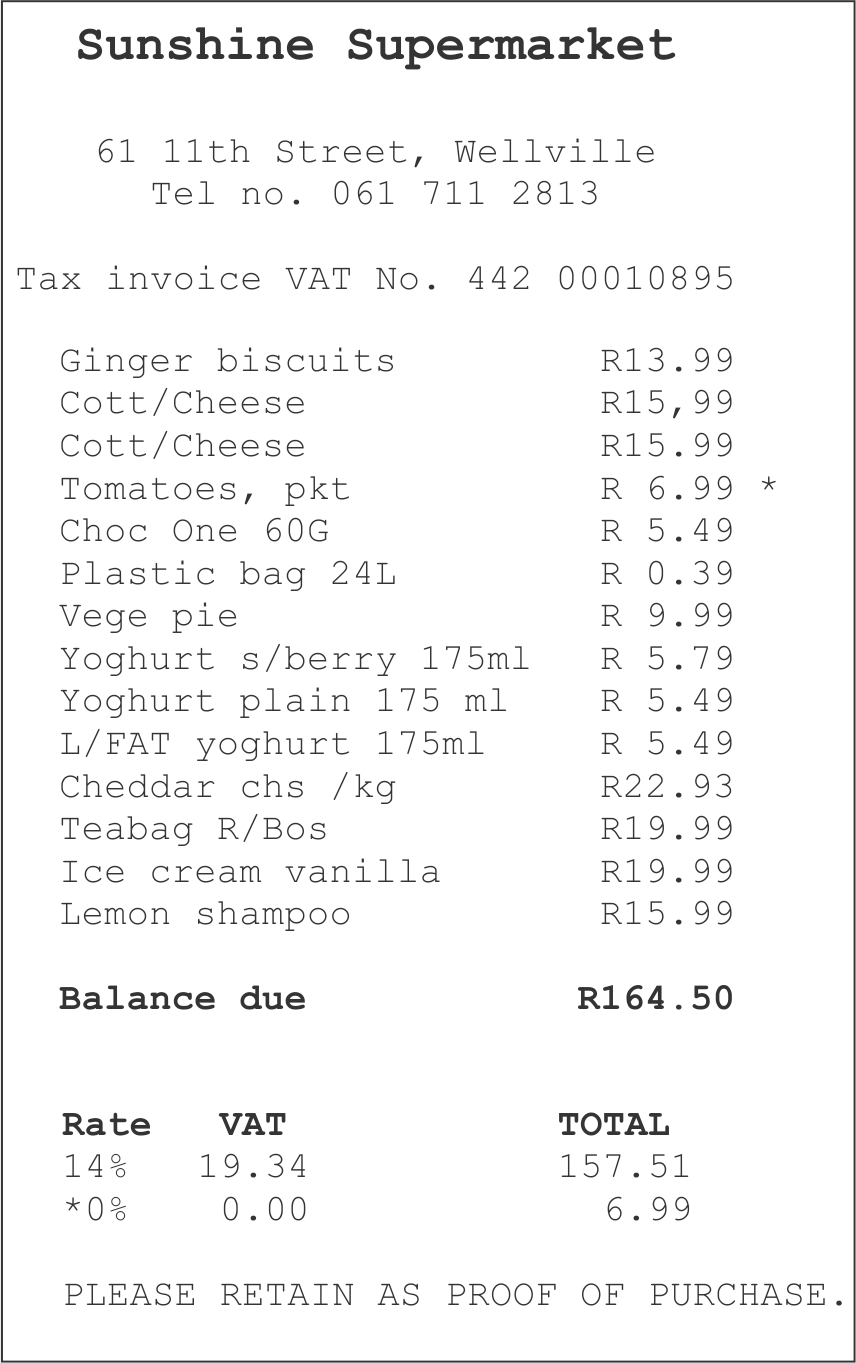 Sunshine Supermarket
61 11th Street, Wellville
Tel no. 061 711 2813
Tax invoice VAT No. 442 00010895
Ginger biscuits R13.99
Cott/Cheese R15,99
Cott/Cheese R15.99
Tomatoes, pkt R 6.99 *
Choc One 60G R 5.49
Plastic bag 24L R 0.39
Vege pie R 9.99
Yoghurt s/berry 175ml R 5.79
Yoghurt plain 175 ml R 5.49
L/FAT yoghurt 175ml R 5.49
Cheddar chs /kg R22.93
Teabag R/Bos R19.99
Ice cream vanilla R19.99
Lemon shampoo R15.99
Balance due R164.50
Rate VAT TOTAL
14% 19.34 157.51
*0% 0.00 6.99
PLEASE RETAIN AS PROOF OF PURCHASE.